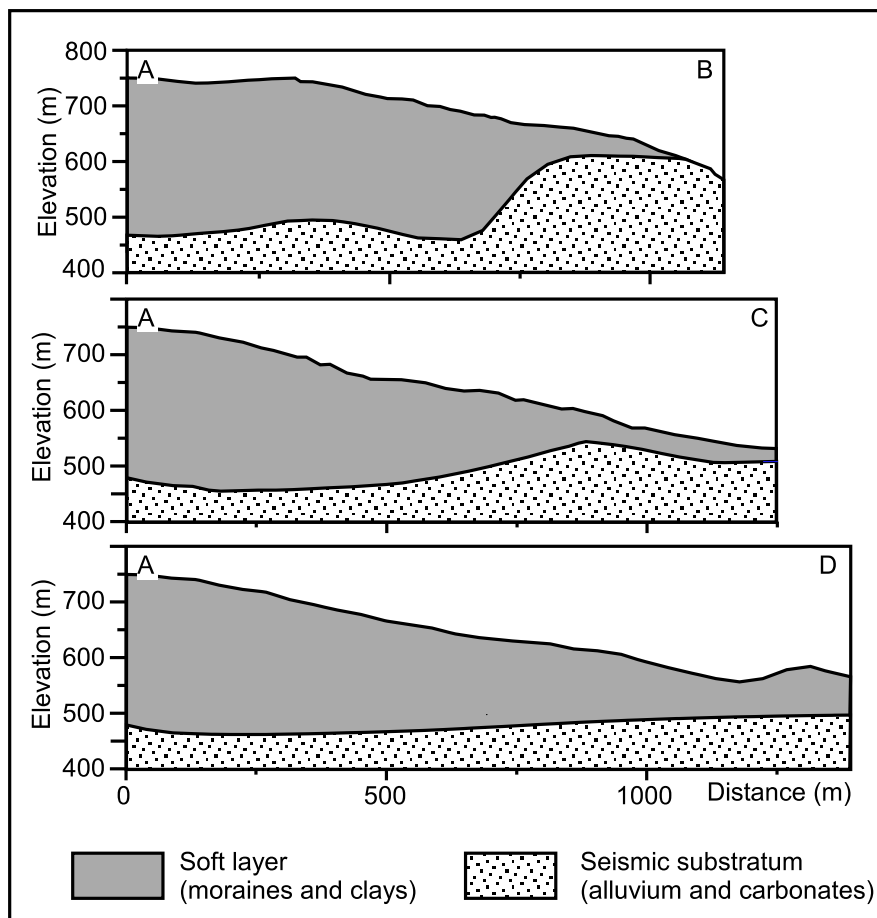 800
A
B
700
Elevation (m)
600
500
400
A
C
700
Elevation (m)
600
500
400
A
D
700
Elevation (m)
600
500
400
0
500
1000
Distance (m)
Soft layer
(moraines and clays)
Seismic substratum
(alluvium and carbonates)